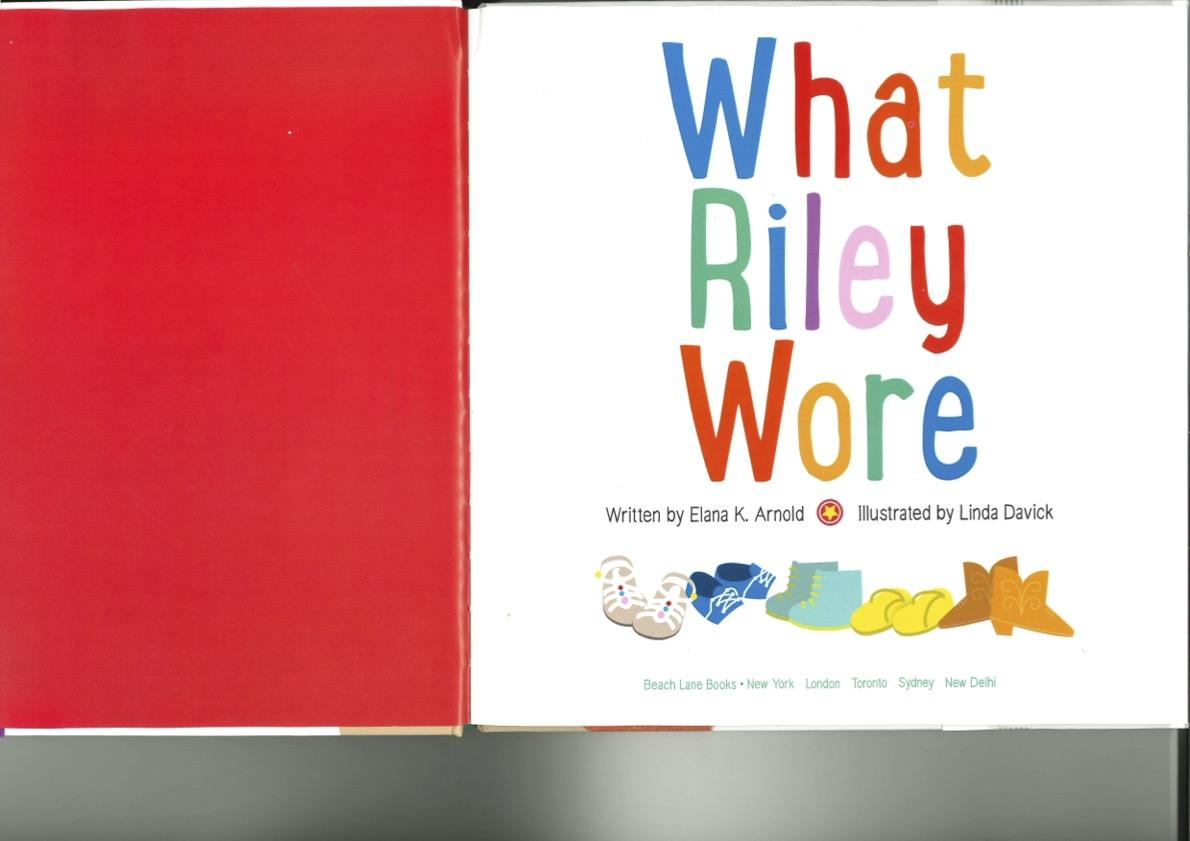 What
Riley
Wore
Written by Elana K. Arnold Illustrated by Linda Davick
Beach Lane Books • New York London Toronto Sydney New Delhi